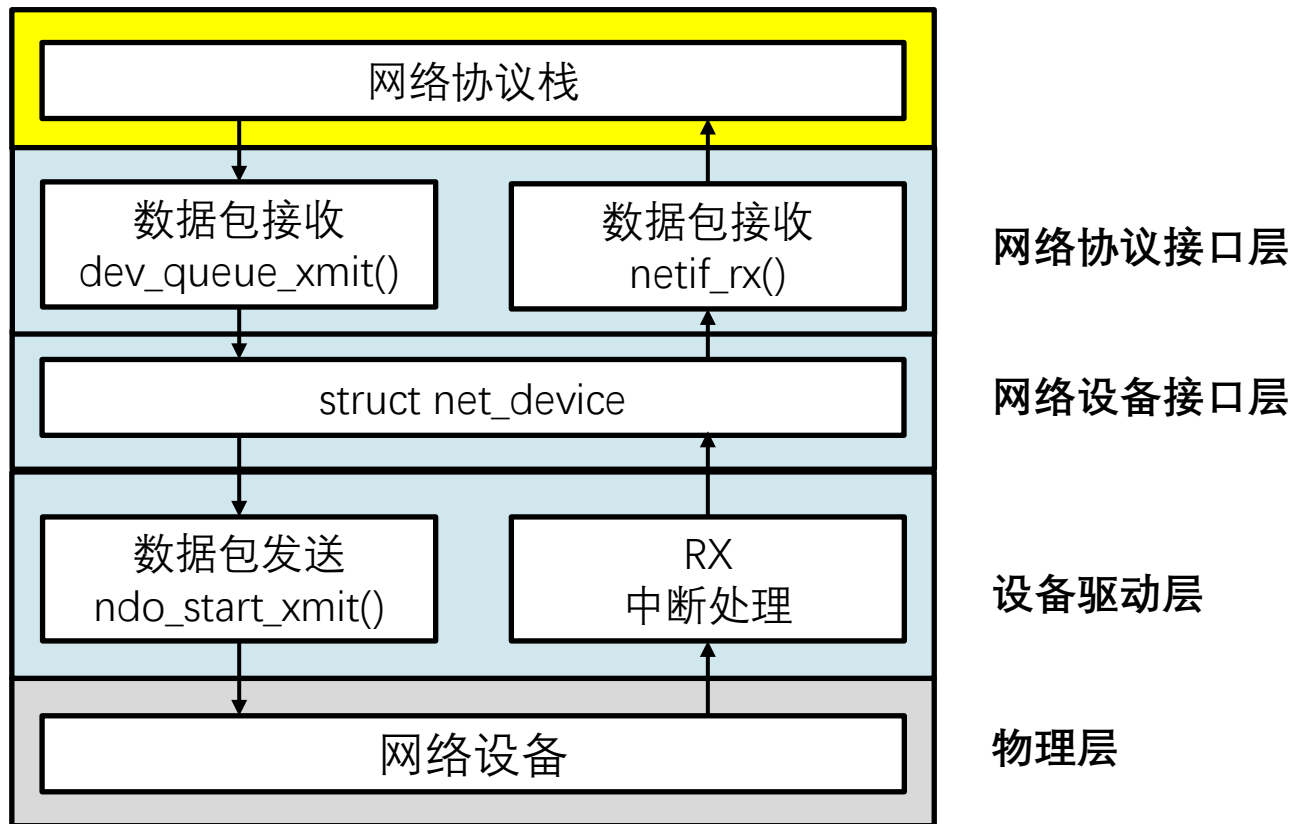 网络协议栈
数据包接收
dev_queue_xmit()
数据包接收
netif_rx()
网络协议接口层
struct net_device
网络设备接口层
数据包发送
ndo_start_xmit()
RX
中断处理
设备驱动层
网络设备
物理层